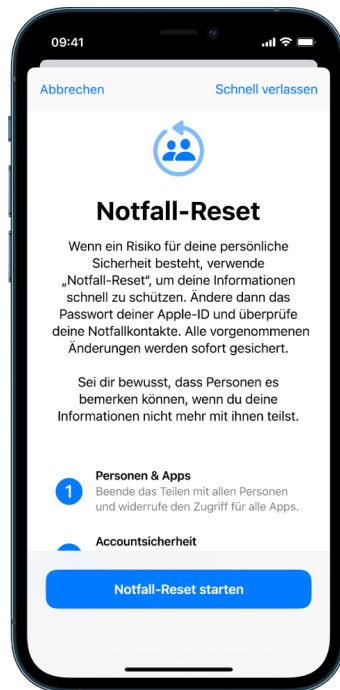 09:41
Abbrechen
Schnell verlassen
Notfall-Reset
Wenn ein Risiko für deine persönliche
Sicherheit besteht, verwende
„Notfall-Reset“, um deine Informationen
schnell zu schützen. Ändere dann das
Passwort deiner Apple-ID und überprüfe
deine Notfallkontakte. Alle vorgenommenen
Änderungen werden sofort gesichert.
Sei dir bewusst, dass Personen es
bemerken können, wenn du deine
Informationen nicht mehr mit ihnen teilst.
1
Personen & Apps
Beende das Teilen mit allen Personen
und widerrufe den Zugriff für alle Apps.
Accountsicherheit
Notfall-Reset starten